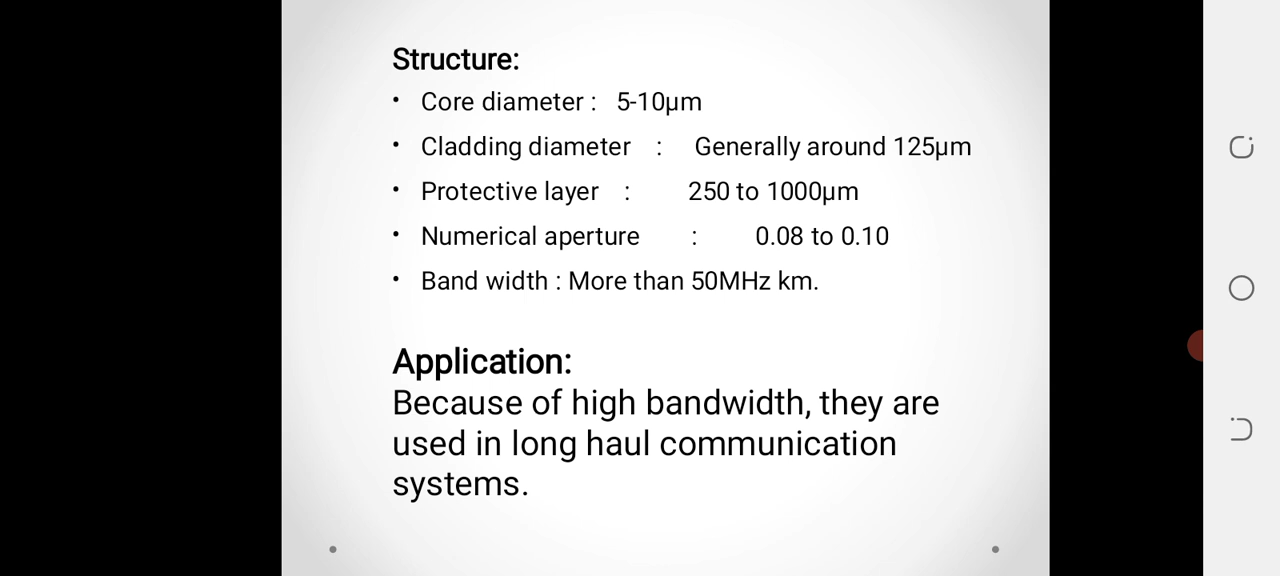 Structure:
• Core diameter : 5-10µm
• Cladding diameter : Generally around 125µm
• Protective layer : 250 to 1000µm
• Numerical aperture : 0.08 to 0.10
• Band width : More than 50MHz km.
Application:
Because of high bandwidth, they are
used in long haul communication
systems.